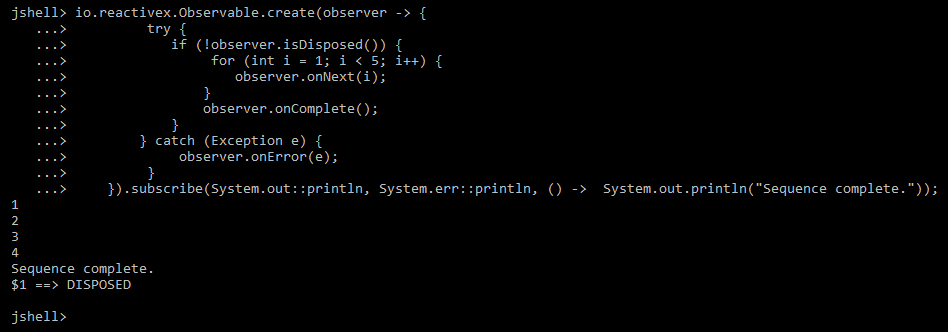 jshell> io.reactivex.Observable.create(observer -> {
   ...>          try {
   ...>             if (!observer.isDisposed()) {
   ...>                  for (int i = 1; i < 5; i++) {
   ...>                     observer.onNext(i);
   ...>                 }
   ...>                 observer.onComplete();
   ...>             }
   ...>         } catch (Exception e) {
   ...>              observer.onError(e);
   ...>          }
   ...>     }).subscribe(System.out::println, System.err::println, () ->  System.out.println("Sequence complete."));
1
2
3
4
Sequence complete.
$1 ==> DISPOSED
jshell>